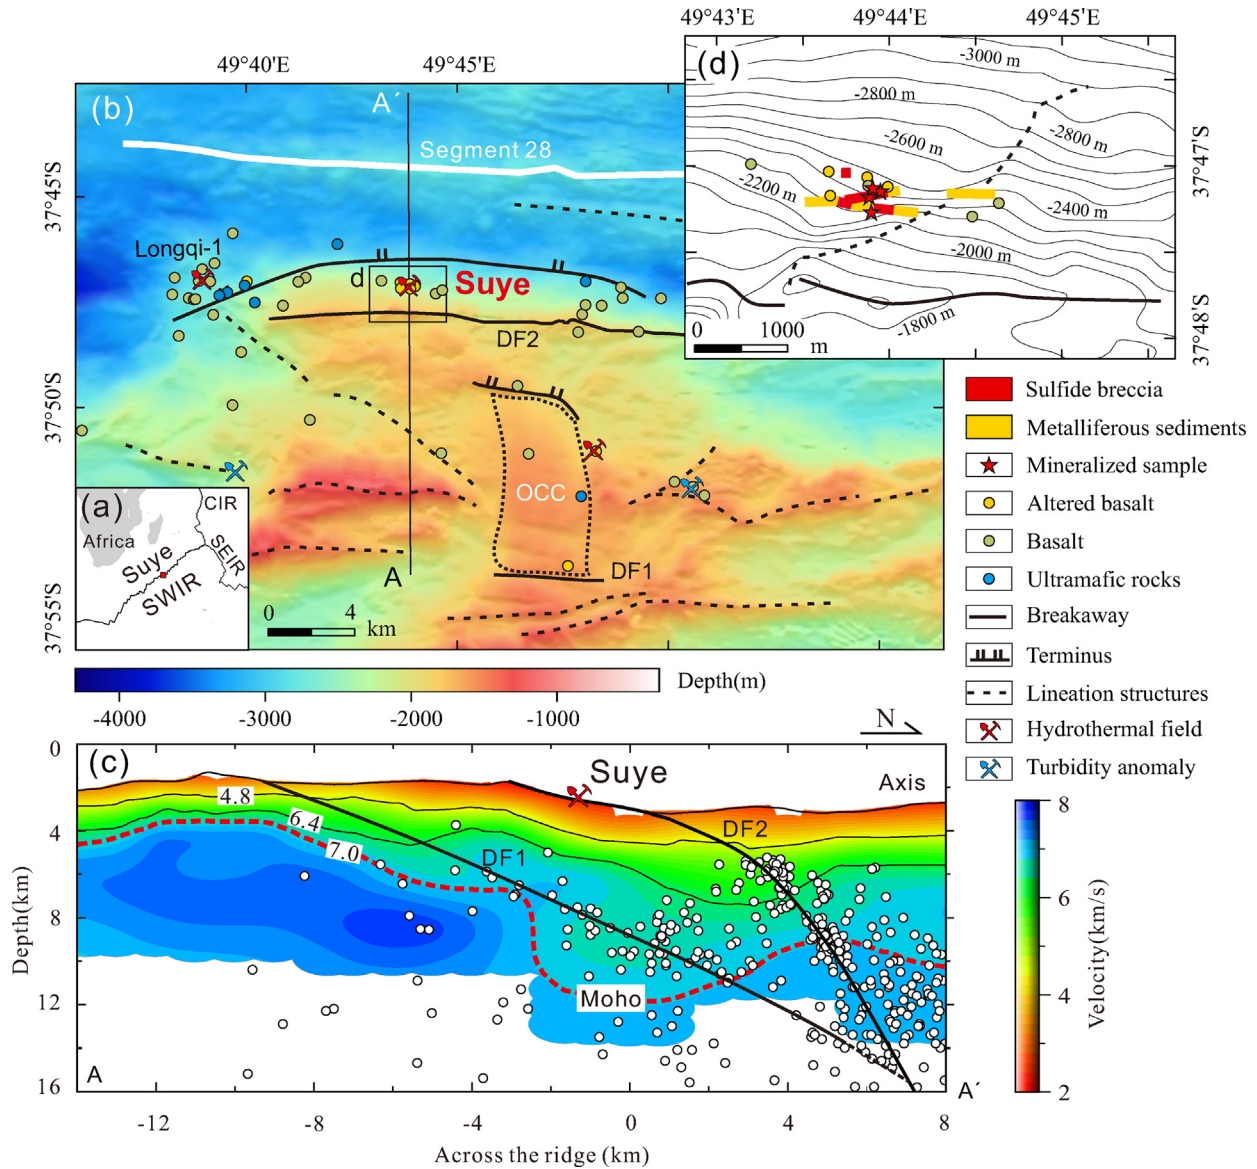 49°43'E
49°44'E
49°45'E
49°40'E
49°45'E
(d)
-3000 m
-2800 m
-2600 m
-2800 m
-2200 m
-2400 m
-2000 m
-1800 m
0
1000
m
37°47'S
37°48'S
(b)
A´
Segment 28
37°45'S
Longqi-1
d
Suye
DF2
37°50'S
OCC
DF1
A
0
4
km
37°55'S
(a)
Africa
CIR
SEIR
Suye
SWIR
Sulfide breccia
Metalliferous sediments
Mineralized sample
Altered basalt
Basalt
Ultramafic rocks
Breakaway
Terminus
Lineation structures
Hydrothermal field
Turbidity anomaly
Depth(m)
-4000
-3000
-2000
-1000
N
(c)
Suye
Axis
4.8
6.4
7.0
DF1
DF2
Moho
A
A´
0
4
8
12
16
Depth(km)
-12
-8
-4
0
4
8
Across the ridge (km)
8
6
4
2
Velocity(km/s)